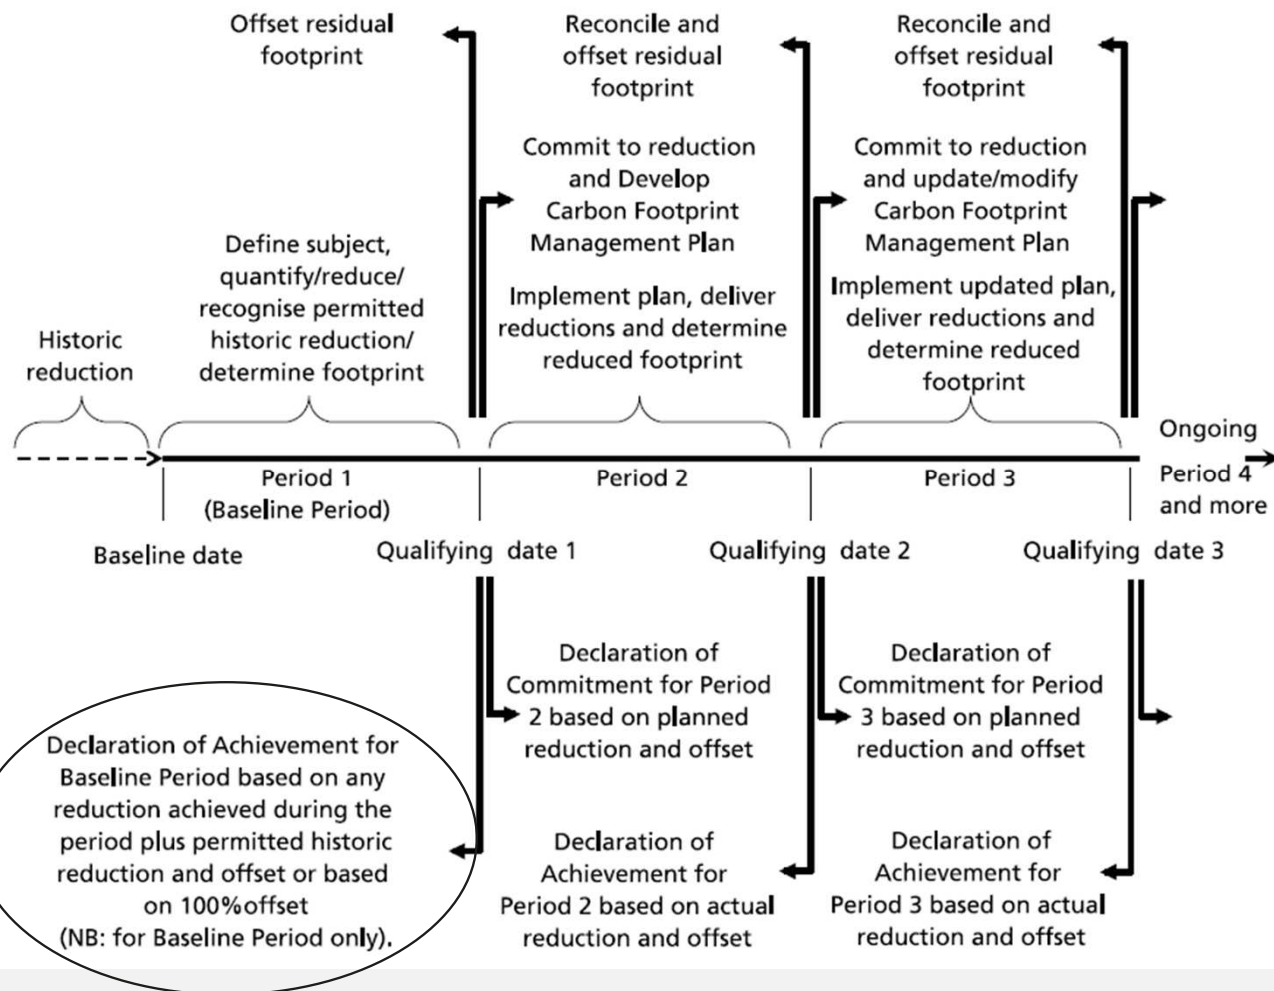 Offset residual
footprint
Reconcile and
offset residual
footprint
Reconcile and
offset residual
footprint
Commit to reduction
and Develop
Carbon Footprint
Management Plan
Commit to reduction
and update/modify
Carbon Footprint
Management Plan
Define subject,
quantify/reduce/
recognise permitted
historic reduction/
determine footprint
Implement plan, deliver
reductions and determine
reduced footprint
Implement updated plan,
deliver reductions and
determine reduced
footprint
Historic
reduction
Ongoing
Period 1
(Baseline Period)
Period 2
Period 3
Period 4
and more
Baseline date
Qualifying date 1
Qualifying date 2
Qualifying date 3
Declaration of
Commitment for Period
2 based on planned
reduction and offset
Declaration of
Commitment for Period
3 based on planned
reduction and offset
Declaration of Achievement for
Baseline Period based on any
reduction achieved during the
period plus permitted historic
reduction and offset or based
on 100%offset
(NB: for Baseline Period only).
Declaration of
Achievement for
Period 2 based on actual
reduction and offset
Declaration of
Achievement for
Period 3 based on actual
reduction and offset